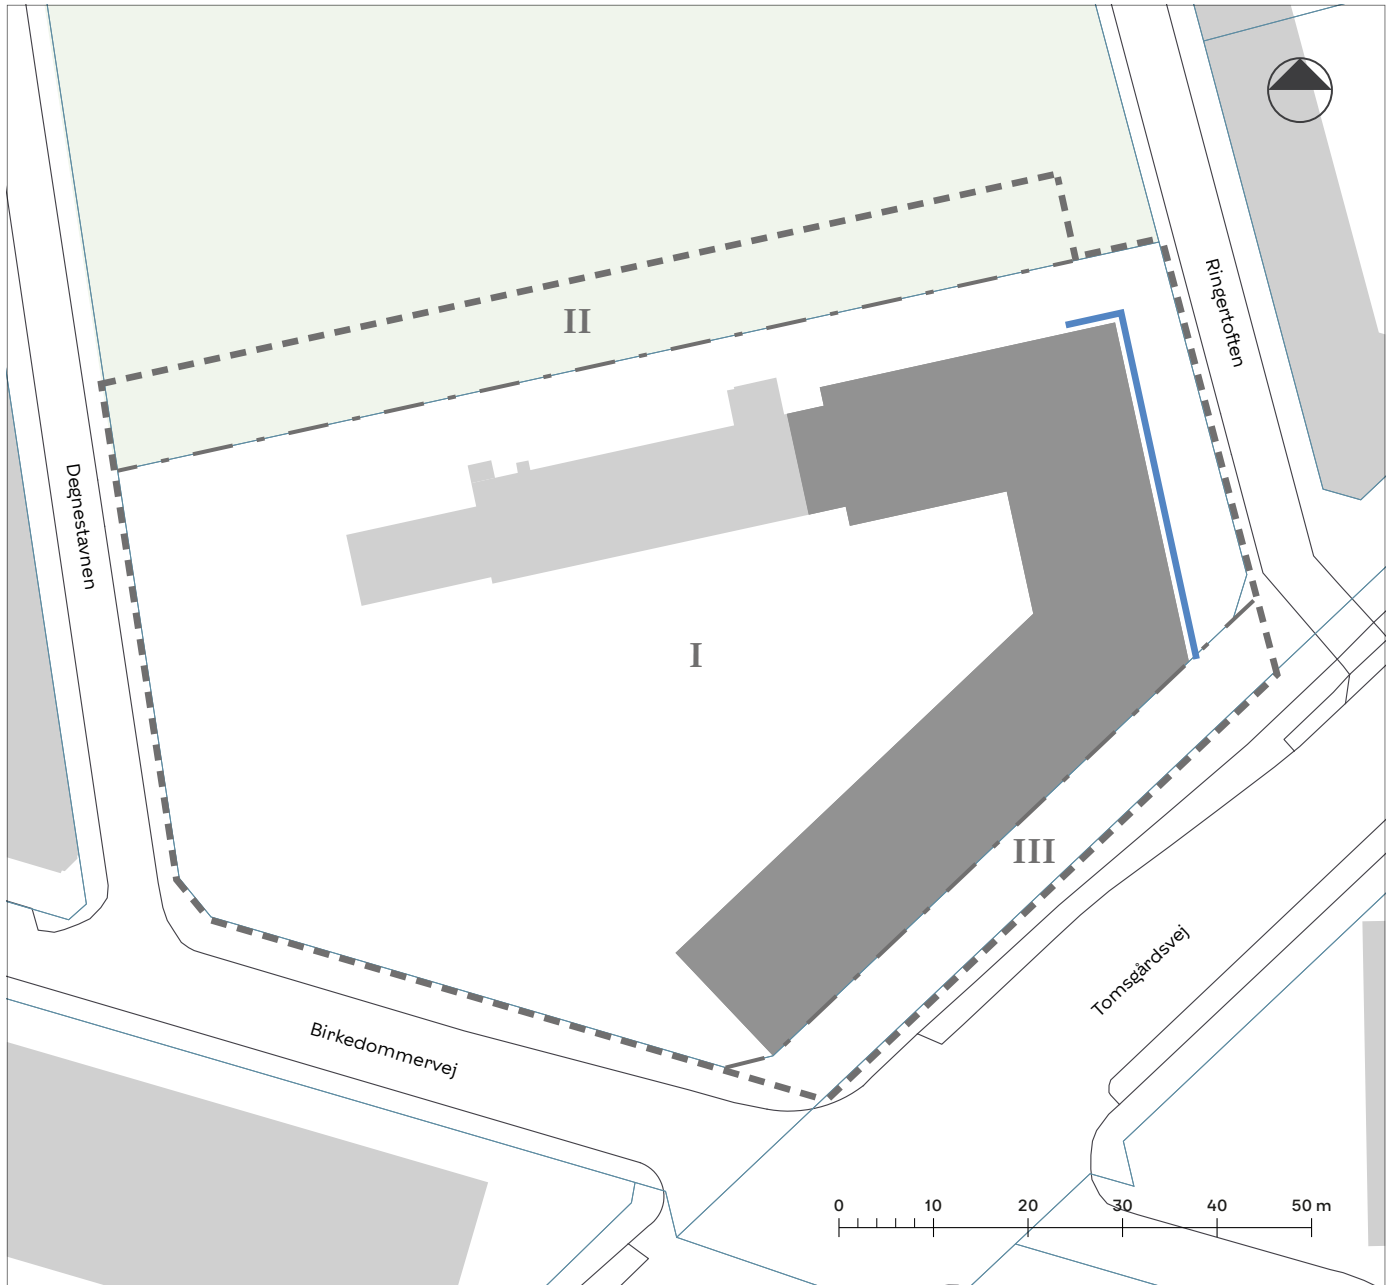 Ringertoften
II
Degnestavnen
I
III
Tomsgårdsvej
Birkedommervej
0 10 20 30 40 50 m